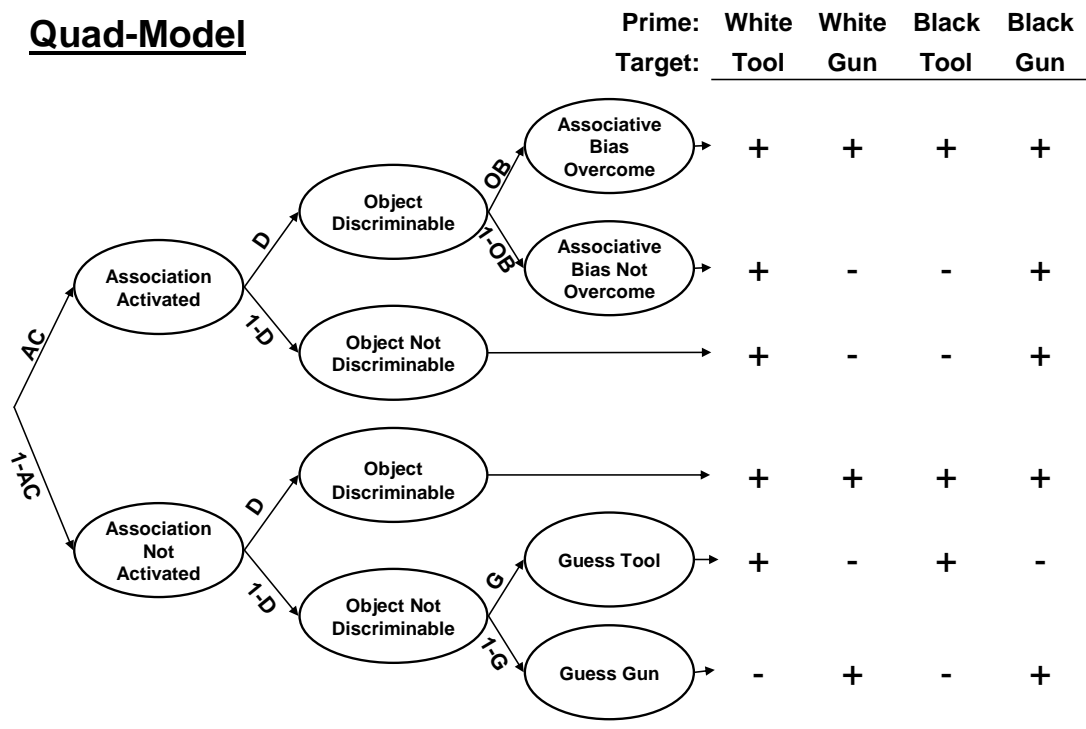 Quad-Model
Prime: White White Black Black
Target: Tool Gun Tool Gun
AC
1-AC
Association
Activated
D
1-D
Object
Discriminable
OB
1-OB
Associative
Bias
Overcome
+ + + +
Associative
Bias Not
Overcome
+ - - +
Object Not
Discriminable
+ - - +
Association
Not
Activated
D
1-D
Object
Discriminable
+ + + +
Object Not
Discriminable
G
1-G
Guess Tool
+ - + -
Guess Gun
- + - +